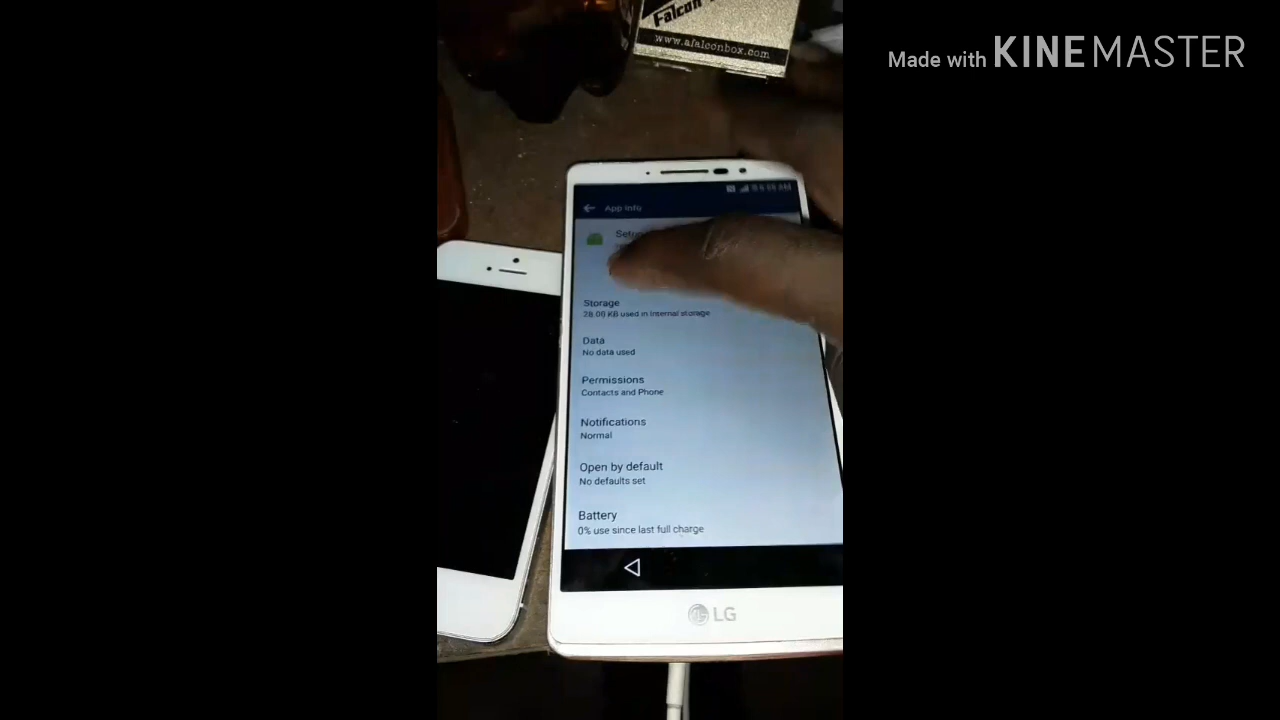 Falcon
www.afalconbox.com
Made with KINEMASTER
App info
Storage
28.00 KB used in Internal storage
Data
No data used
Permissions
Contacts and Phone
Notifications
Normal
Open by default
No defaults set
Battery
0% use since last full charge
LG